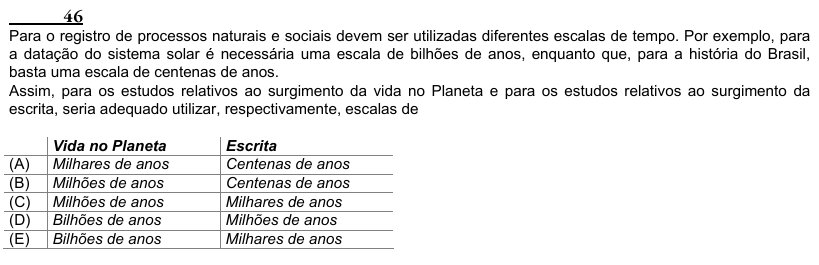 46
Para o registro de processos naturais e sociais devem ser utilizadas diferentes escalas de tempo. Por exemplo, para
a datação do sistema solar é necessária uma escala de bilhões de anos, enquanto que, para a história do Brasil,
basta uma escala de centenas de anos.
Assim, para os estudos relativos ao surgimento da vida no Planeta e para os estudos relativos ao surgimento da
escrita, seria adequado utilizar, respectivamente, escalas de
Vida no Planeta Escrita
(A) Milhares de anos Centenas de anos
(B) Milhões de anos Centenas de anos
(C) Milhões de anos Milhares de anos
(D) Bilhões de anos Milhões de anos
(E) Bilhões de anos Milhares de anos